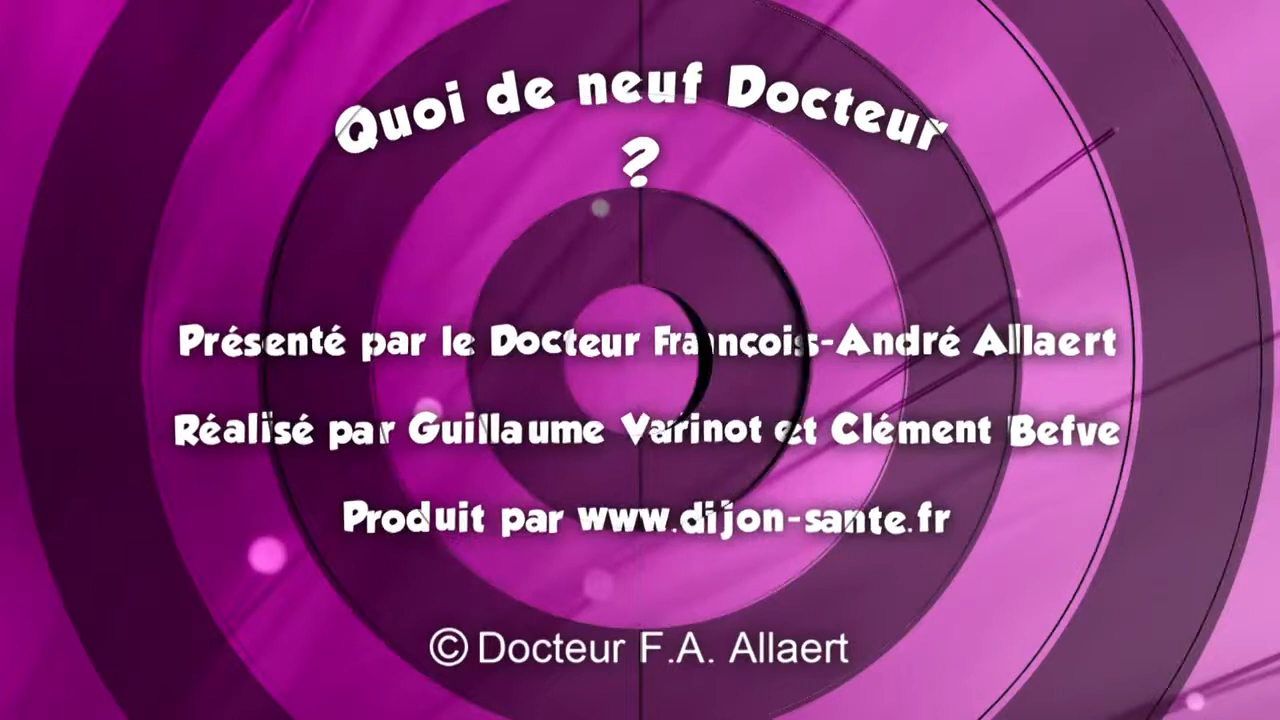 Quoi de neuf Docteur
?
Présenté par le Docteur François-André Allaert
Réalisé par Guillaume Varinot et Clément Befve
Produit par www.dijon-sante.fr
© Docteur F.A. Allaert